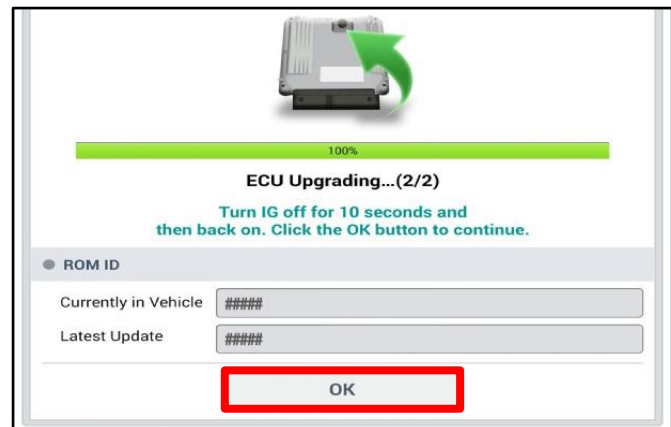 100%
ECU Upgrading...(2/2)
Turn IG off for 10 seconds and
then back on. Click the OK button to continue.
ROM ID
Currently in Vehicle #####
Latest Update #####
OK